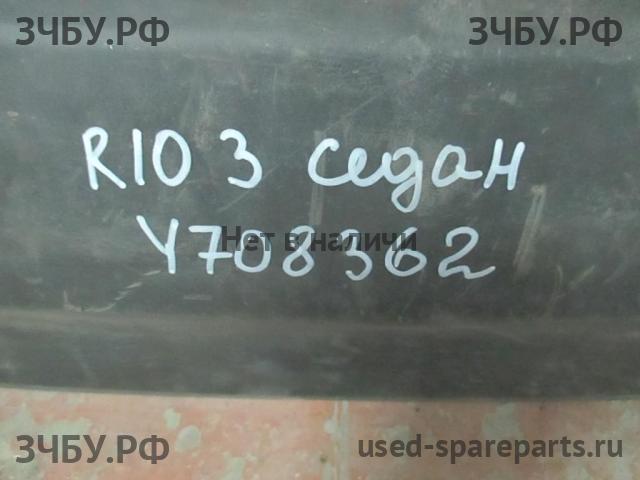 ЗЧБУ.РФ ЗЧБУ.РФ
RIO 3 седан
Y708362
Нет в наличи
ЗЧБУ.РФ used-spareparts.ru